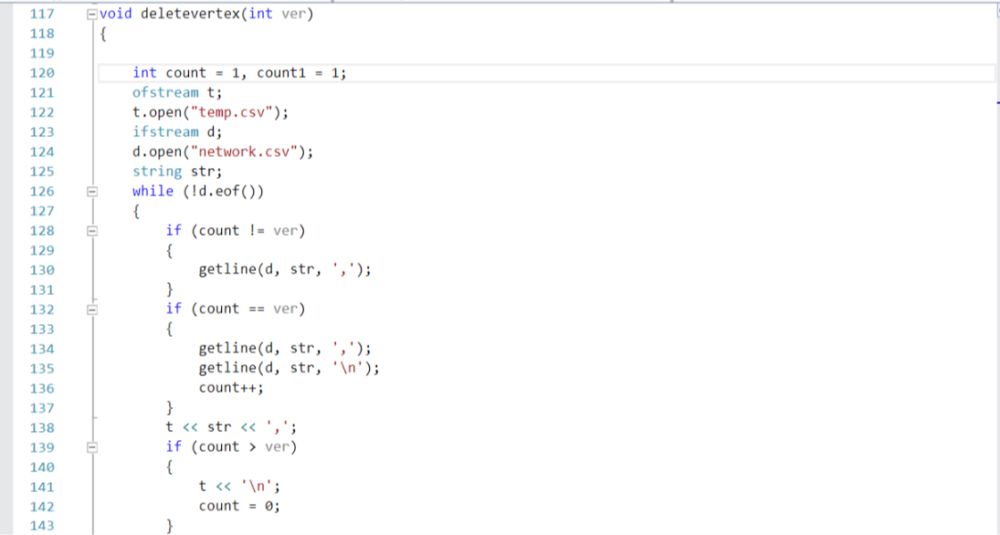 117 void deletevertex(int ver)
118 {
119
120 int count = 1, count1 = 1;
121 ofstream t;
122 t.open("temp.csv");
123 ifstream d;
124 d.open("network.csv");
125 string str;
126 while (!d.eof())
127 {
128 if (count != ver)
129 {
130 getline(d, str, ',');
131 }
132 if (count == ver)
133 {
134 getline(d, str, ',');
135 getline(d, str, '\n');
136 count++;
137 }
138 t << str << ',';
139 if (count > ver)
140 {
141 t << '\n';
142 count = 0;
143 }